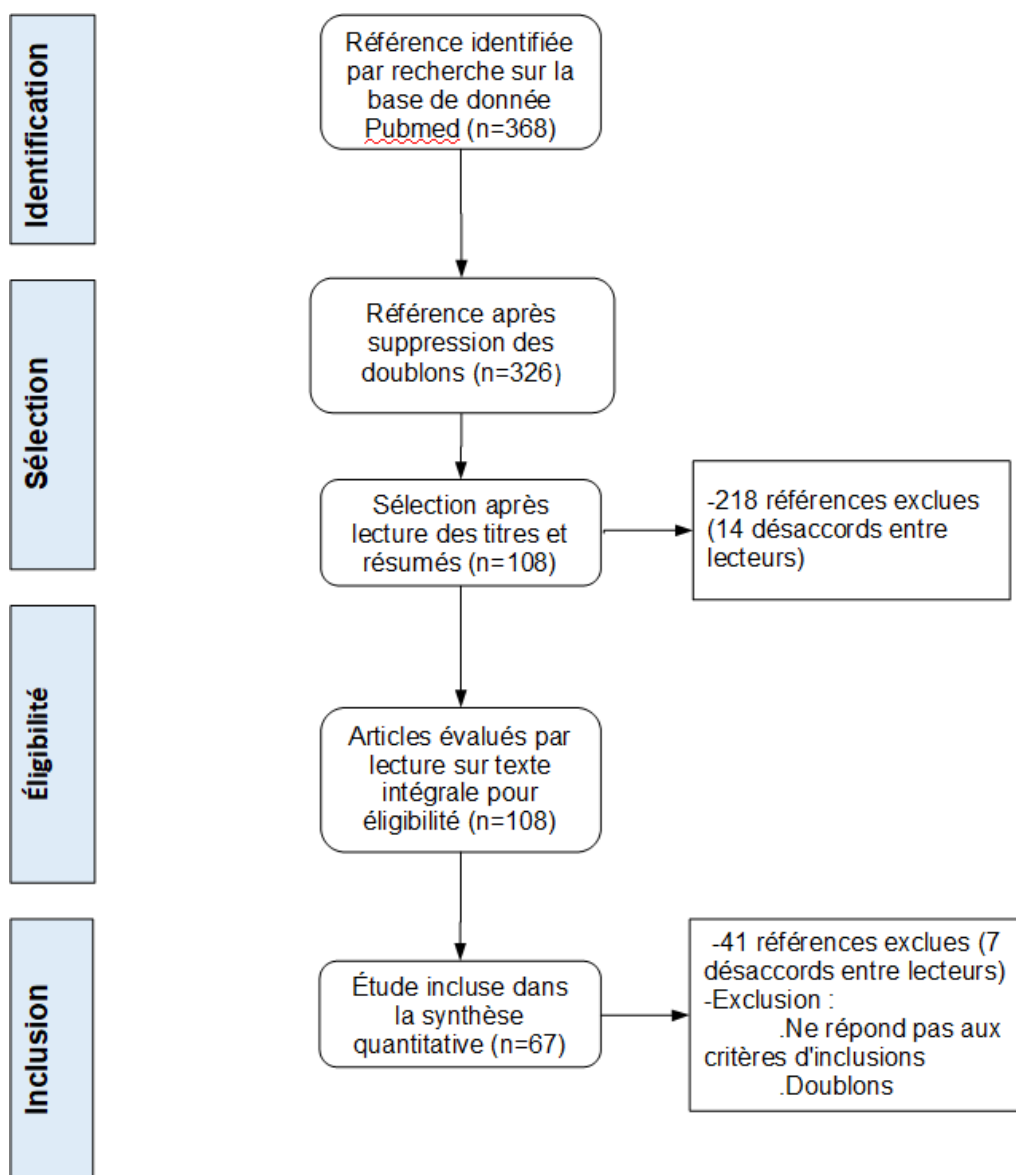 Identification
Référence identifiée
par recherche sur la
base de donnée
Pubmed (n=368)
Sélection
Référence après
suppression des
doublons (n=326)
Sélection après
lecture des titres et
résumés (n=108)
-218 références exclues
(14 désaccords entre
lecteurs)
Éligibilité
Articles évalués par
lecture sur texte
intégrale pour
éligibilité (n=108)
Inclusion
Étude incluse dans
la synthèse
quantitative (n=67)
-41 références exclues (7
désaccords entre lecteurs)
-Exclusion :
.Ne répond pas aux
critères d'inclusions
.Doublons